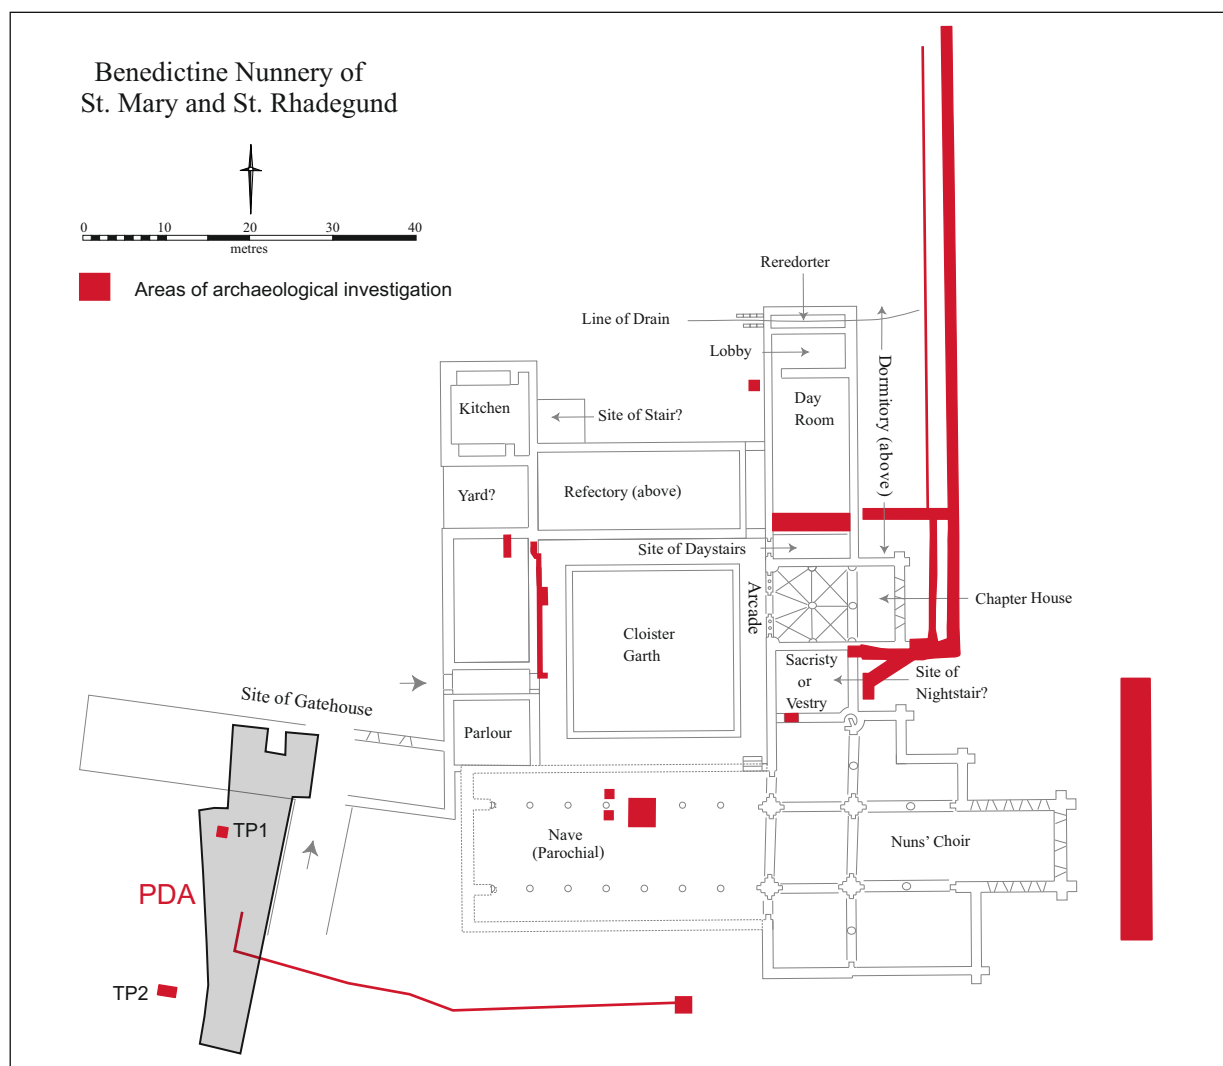 Benedictine Nunnery of
St. Mary and St. Rhadegund
0 10 20 30 40
metres
Areas of archaeological investigation
Reredorter
Line of Drain
Lobby
Dormitory (above)
Day
Room
Kitchen
Site of Stair?
Yard?
Refectory (above)
Site of Daystairs
Arcade
Chapter House
Cloister
Garth
Sacristy
or
Vestry
Site of
Nightstair?
Site of Gatehouse
Parlour
TP1
Nave
(Parochial)
Nuns' Choir
PDA
TP2